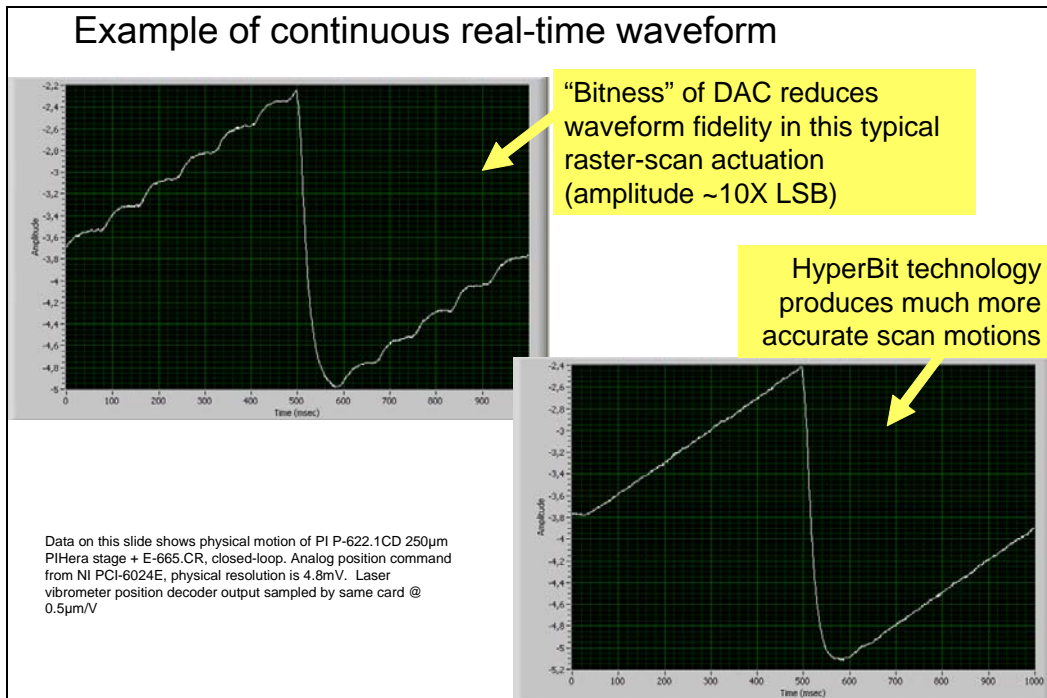 Example of continuous real-time waveform
"Bitness" of DAC reduces
waveform fidelity in this typical
raster-scan actuation
(amplitude ~10X LSB)
-2,2
-2,4
-2,6
-2,8
-3
-3,2
-3,4
-3,6
-3,8
-4
-4,2
-4,4
-4,6
-4,8
-5
Amplitude
0 100 200 300 400 500 600 700 800 900
Time (msec)
HyperBit technology
produces much more
accurate scan motions
-2,4
-2,6
-2,8
-3
-3,2
-3,4
-3,6
-3,8
-4
-4,2
-4,4
-4,6
-4,8
-5
-5,2
Amplitude
0 100 200 300 400 500 600 700 800 900 1000
Time (msec)
Data on this slide shows physical motion of PI P-622.1CD 250µm
PIHera stage + E-665.CR, closed-loop. Analog position command
from NI PCI-6024E, physical resolution is 4.8mV. Laser
vibrometer position decoder output sampled by same card @
0.5µm/V